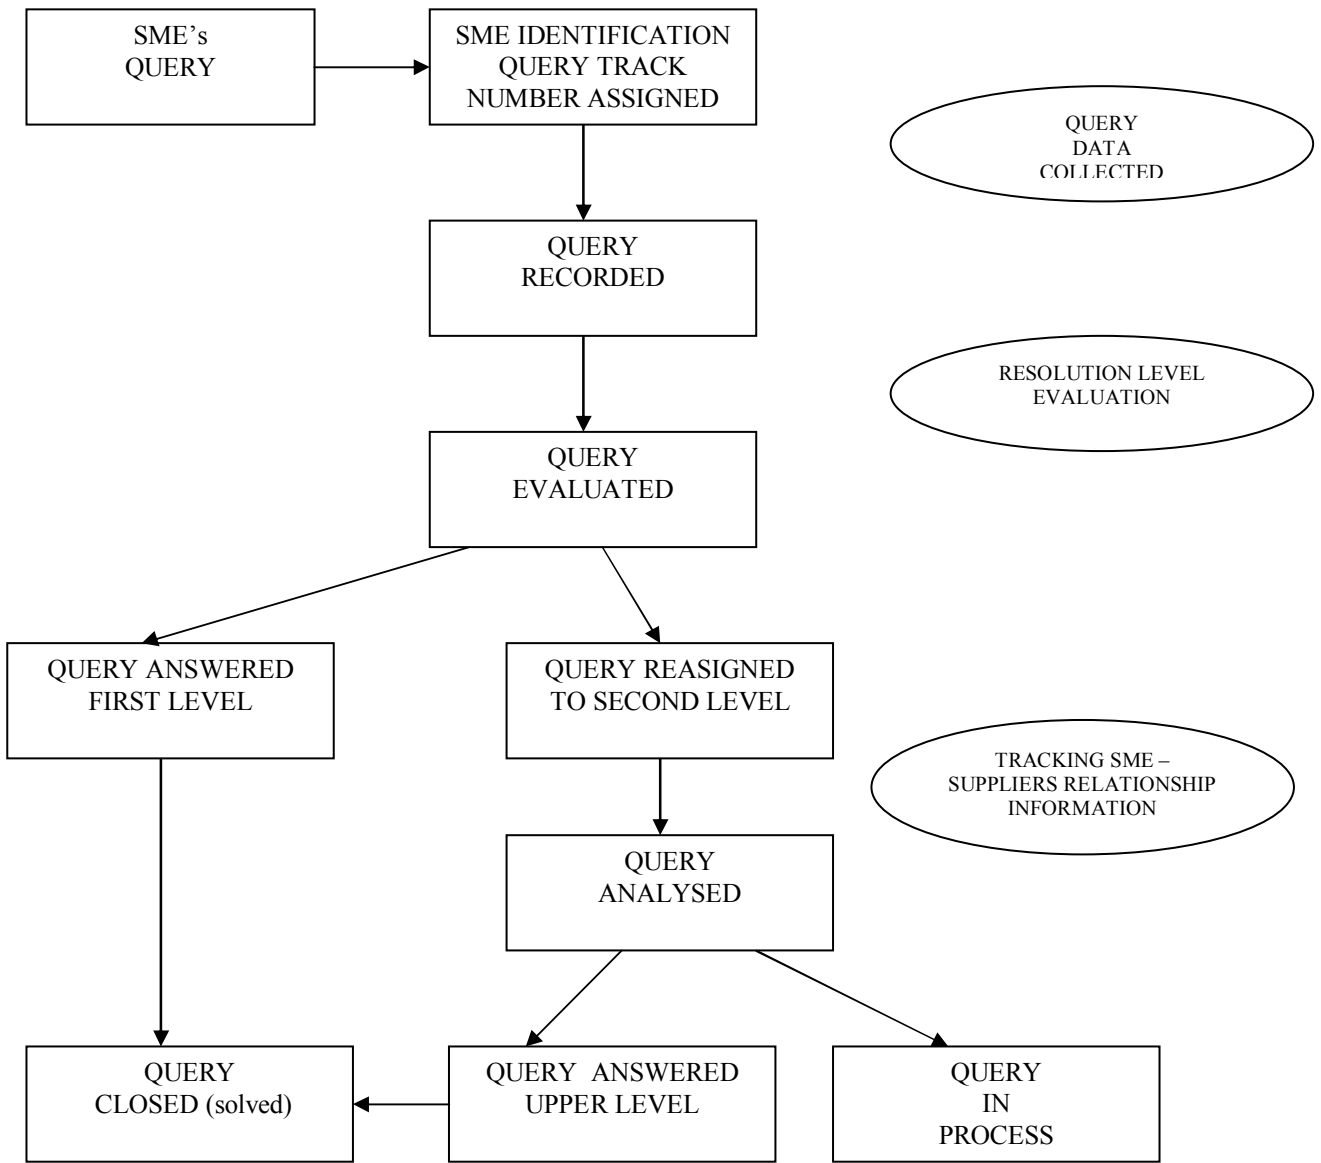 SME's
QUERY
SME IDENTIFICATION
QUERY TRACK
NUMBER ASSIGNED
QUERY
DATA
COLLECTED
QUERY
RECORDED
RESOLUTION LEVEL
EVALUATION
QUERY
EVALUATED
QUERY ANSWERED
FIRST LEVEL
QUERY REASIGNED
TO SECOND LEVEL
TRACKING SME –
SUPPLIERS RELATIONSHIP
INFORMATION
QUERY
ANALYSED
QUERY
CLOSED (solved)
QUERY ANSWERED
UPPER LEVEL
QUERY
IN
PROCESS